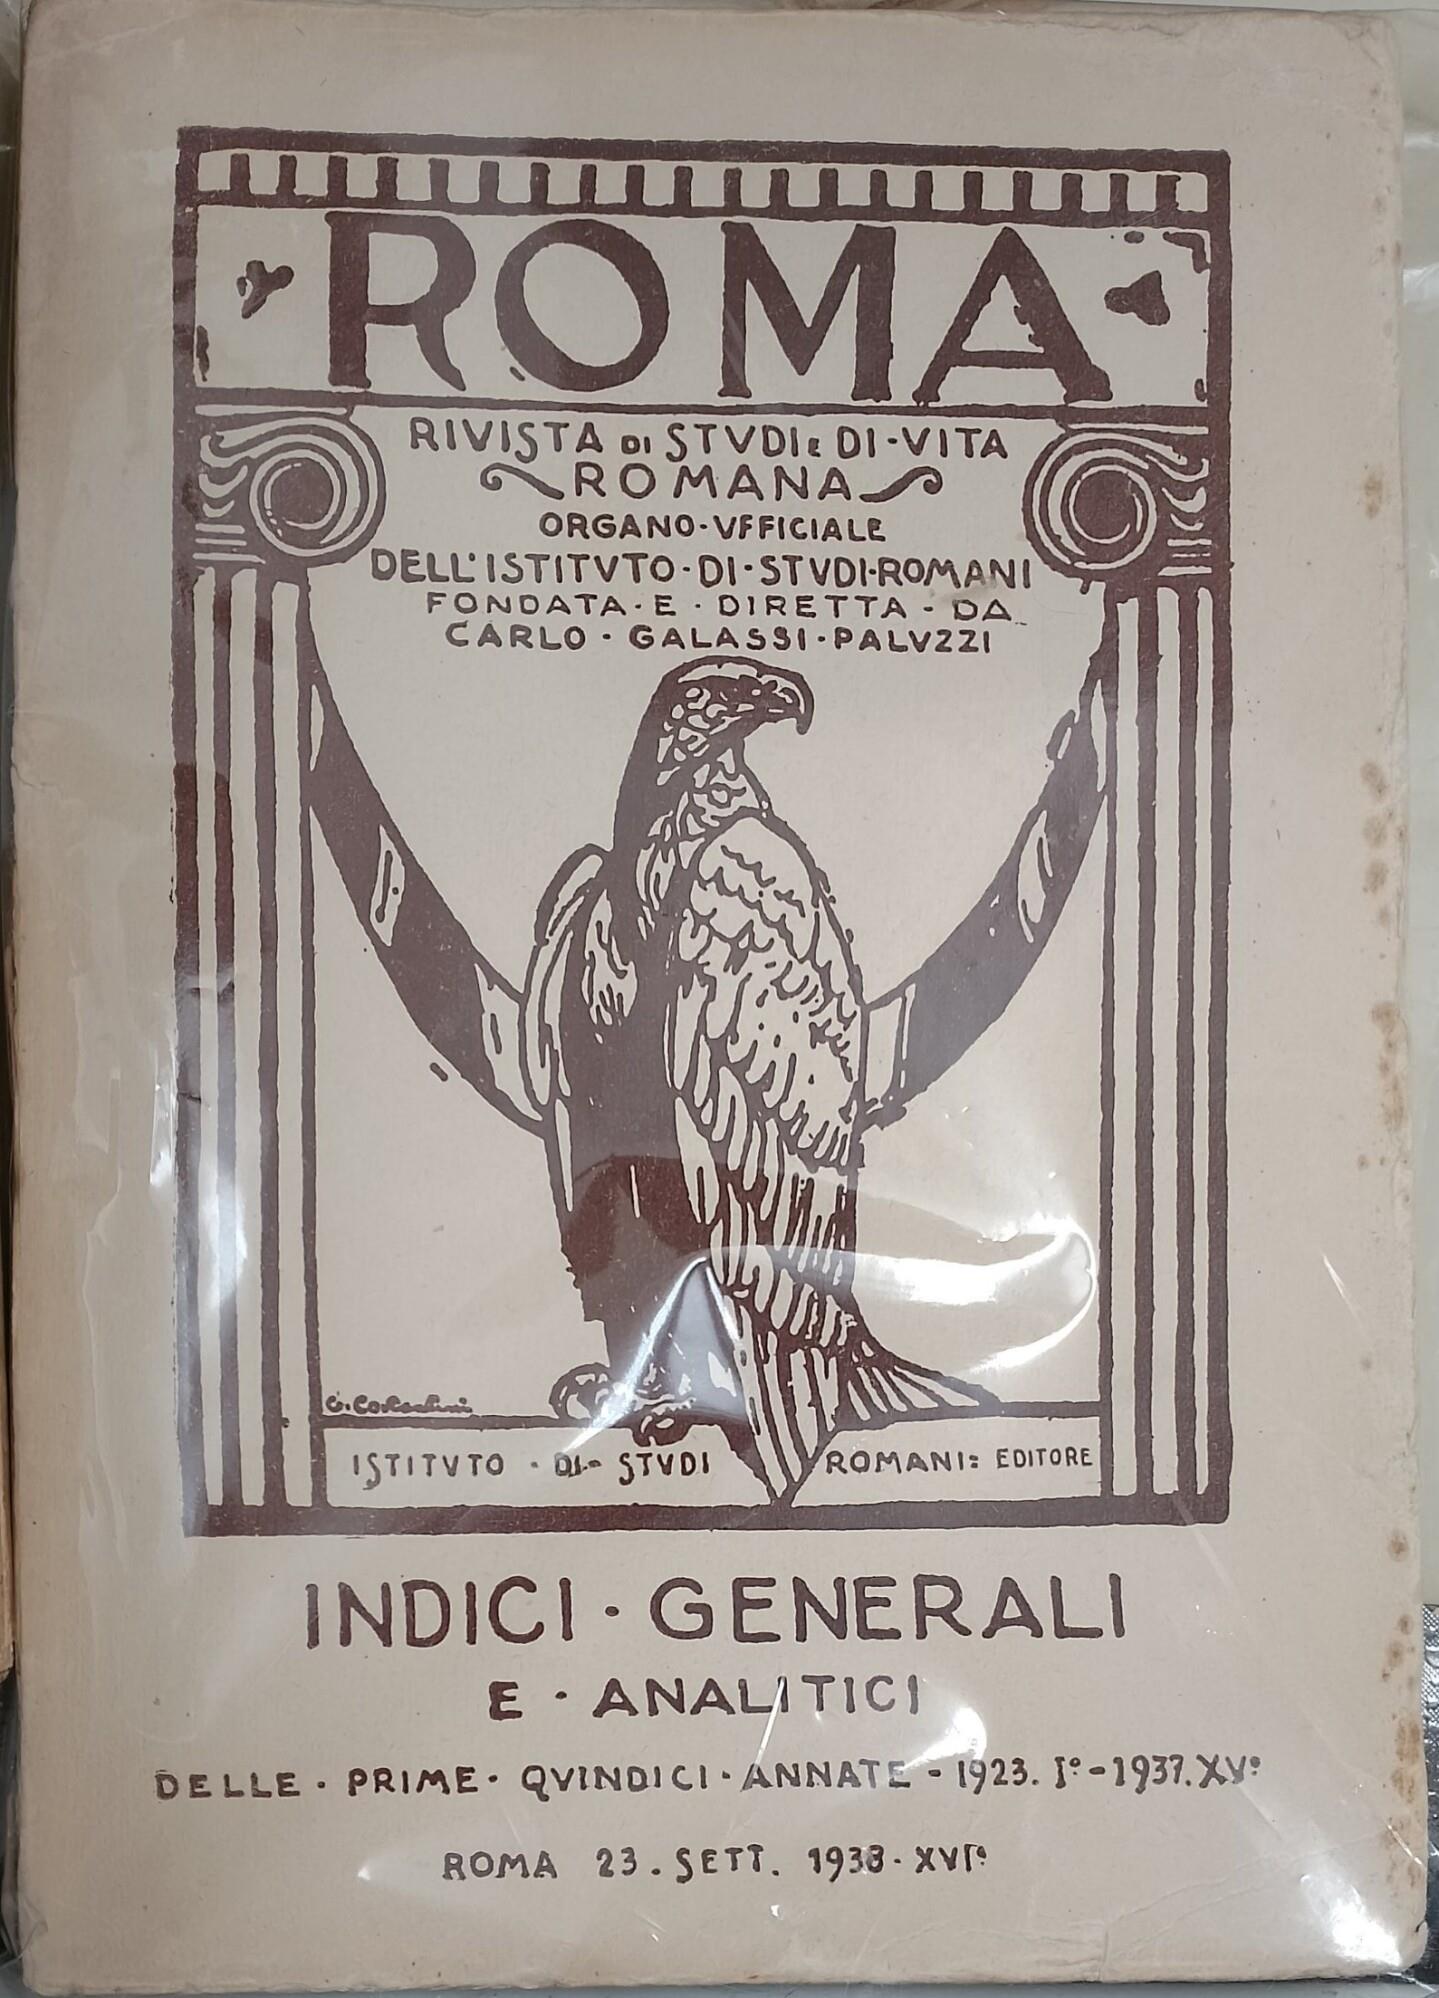 ROMA
RIVISTA DI STVDI E DI·VITA
ROMANA
ORGANO·VFFICIALE
DELL'ISTITVTO·DI·STVDI·ROMANI
FONDATA·E·DIRETTA·DA
CARLO·GALASSI·PALVZZI
ISTITVTO·DI·STVDI ROMANI: EDITORE
INDICI·GENERALI
E·ANALITICI
DELLE·PRIME·QVINDICI·ANNATE-1923.I°-1937.XV°
ROMA 23.SETT. 1938·XVI°